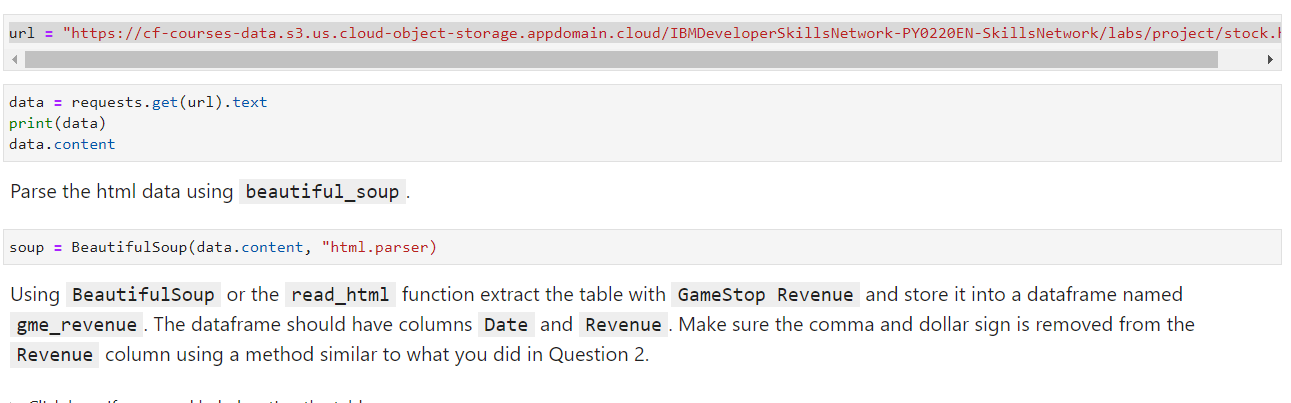 url = "https://cf-courses-data.s3.us.cloud-object-storage.appdomain.cloud/IBMDeveloperSkillsNetwork-PY0220EN-SkillsNetwork/labs/project/stock.h
data = requests.get(url).text
print(data)
data.content
Parse the html data using beautiful_soup.
soup = BeautifulSoup(data.content, "html.parser)
Using BeautifulSoup or the read_html function extract the table with GameStop Revenue and store it into a dataframe named
gme_revenue. The dataframe should have columns Date and Revenue. Make sure the comma and dollar sign is removed from the
Revenue column using a method similar to what you did in Question 2.